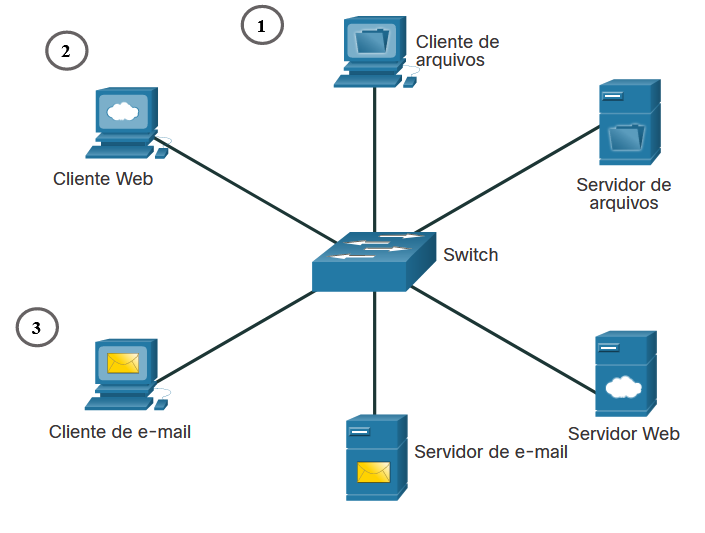 1
Cliente de
arquivos
2
Cliente Web
Servidor de
arquivos
Switch
3
Cliente de e-mail
Servidor de e-mail
Servidor Web